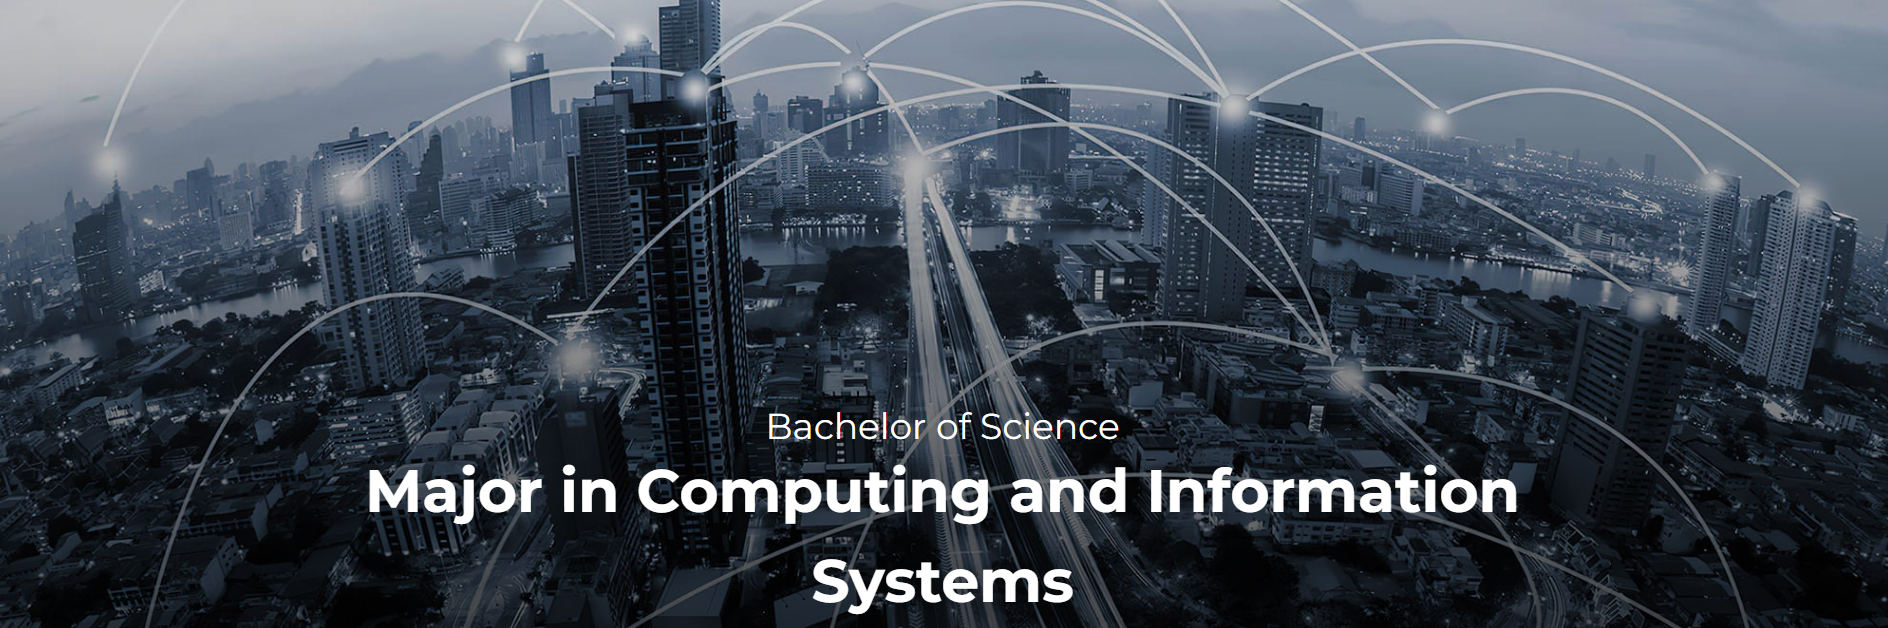 Bachelor of Science
Major in Computing and Information
Systems